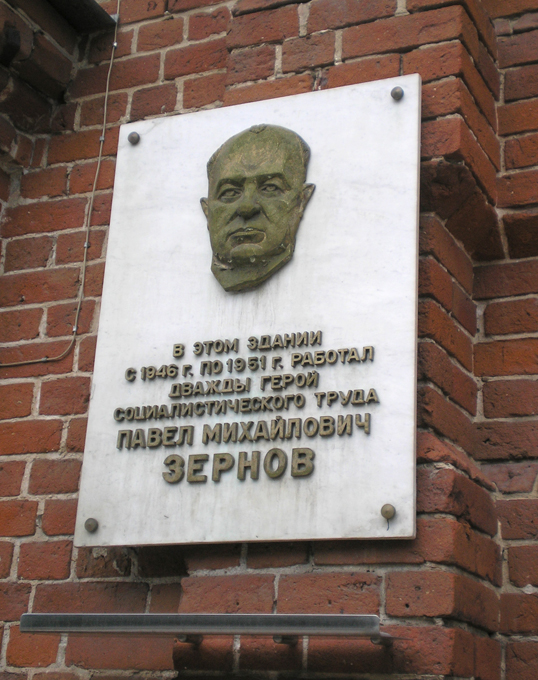 В ЭТОМ ЗДАНИИ
С 1946 Г. ПО 1951 Г. РАБОТАЛ
ДВАЖДЫ ГЕРОЙ
СОЦИАЛИСТИЧЕСКОГО ТРУДА
ПАВЕЛ МИХАЙЛОВИЧ
ЗЕРНОВ